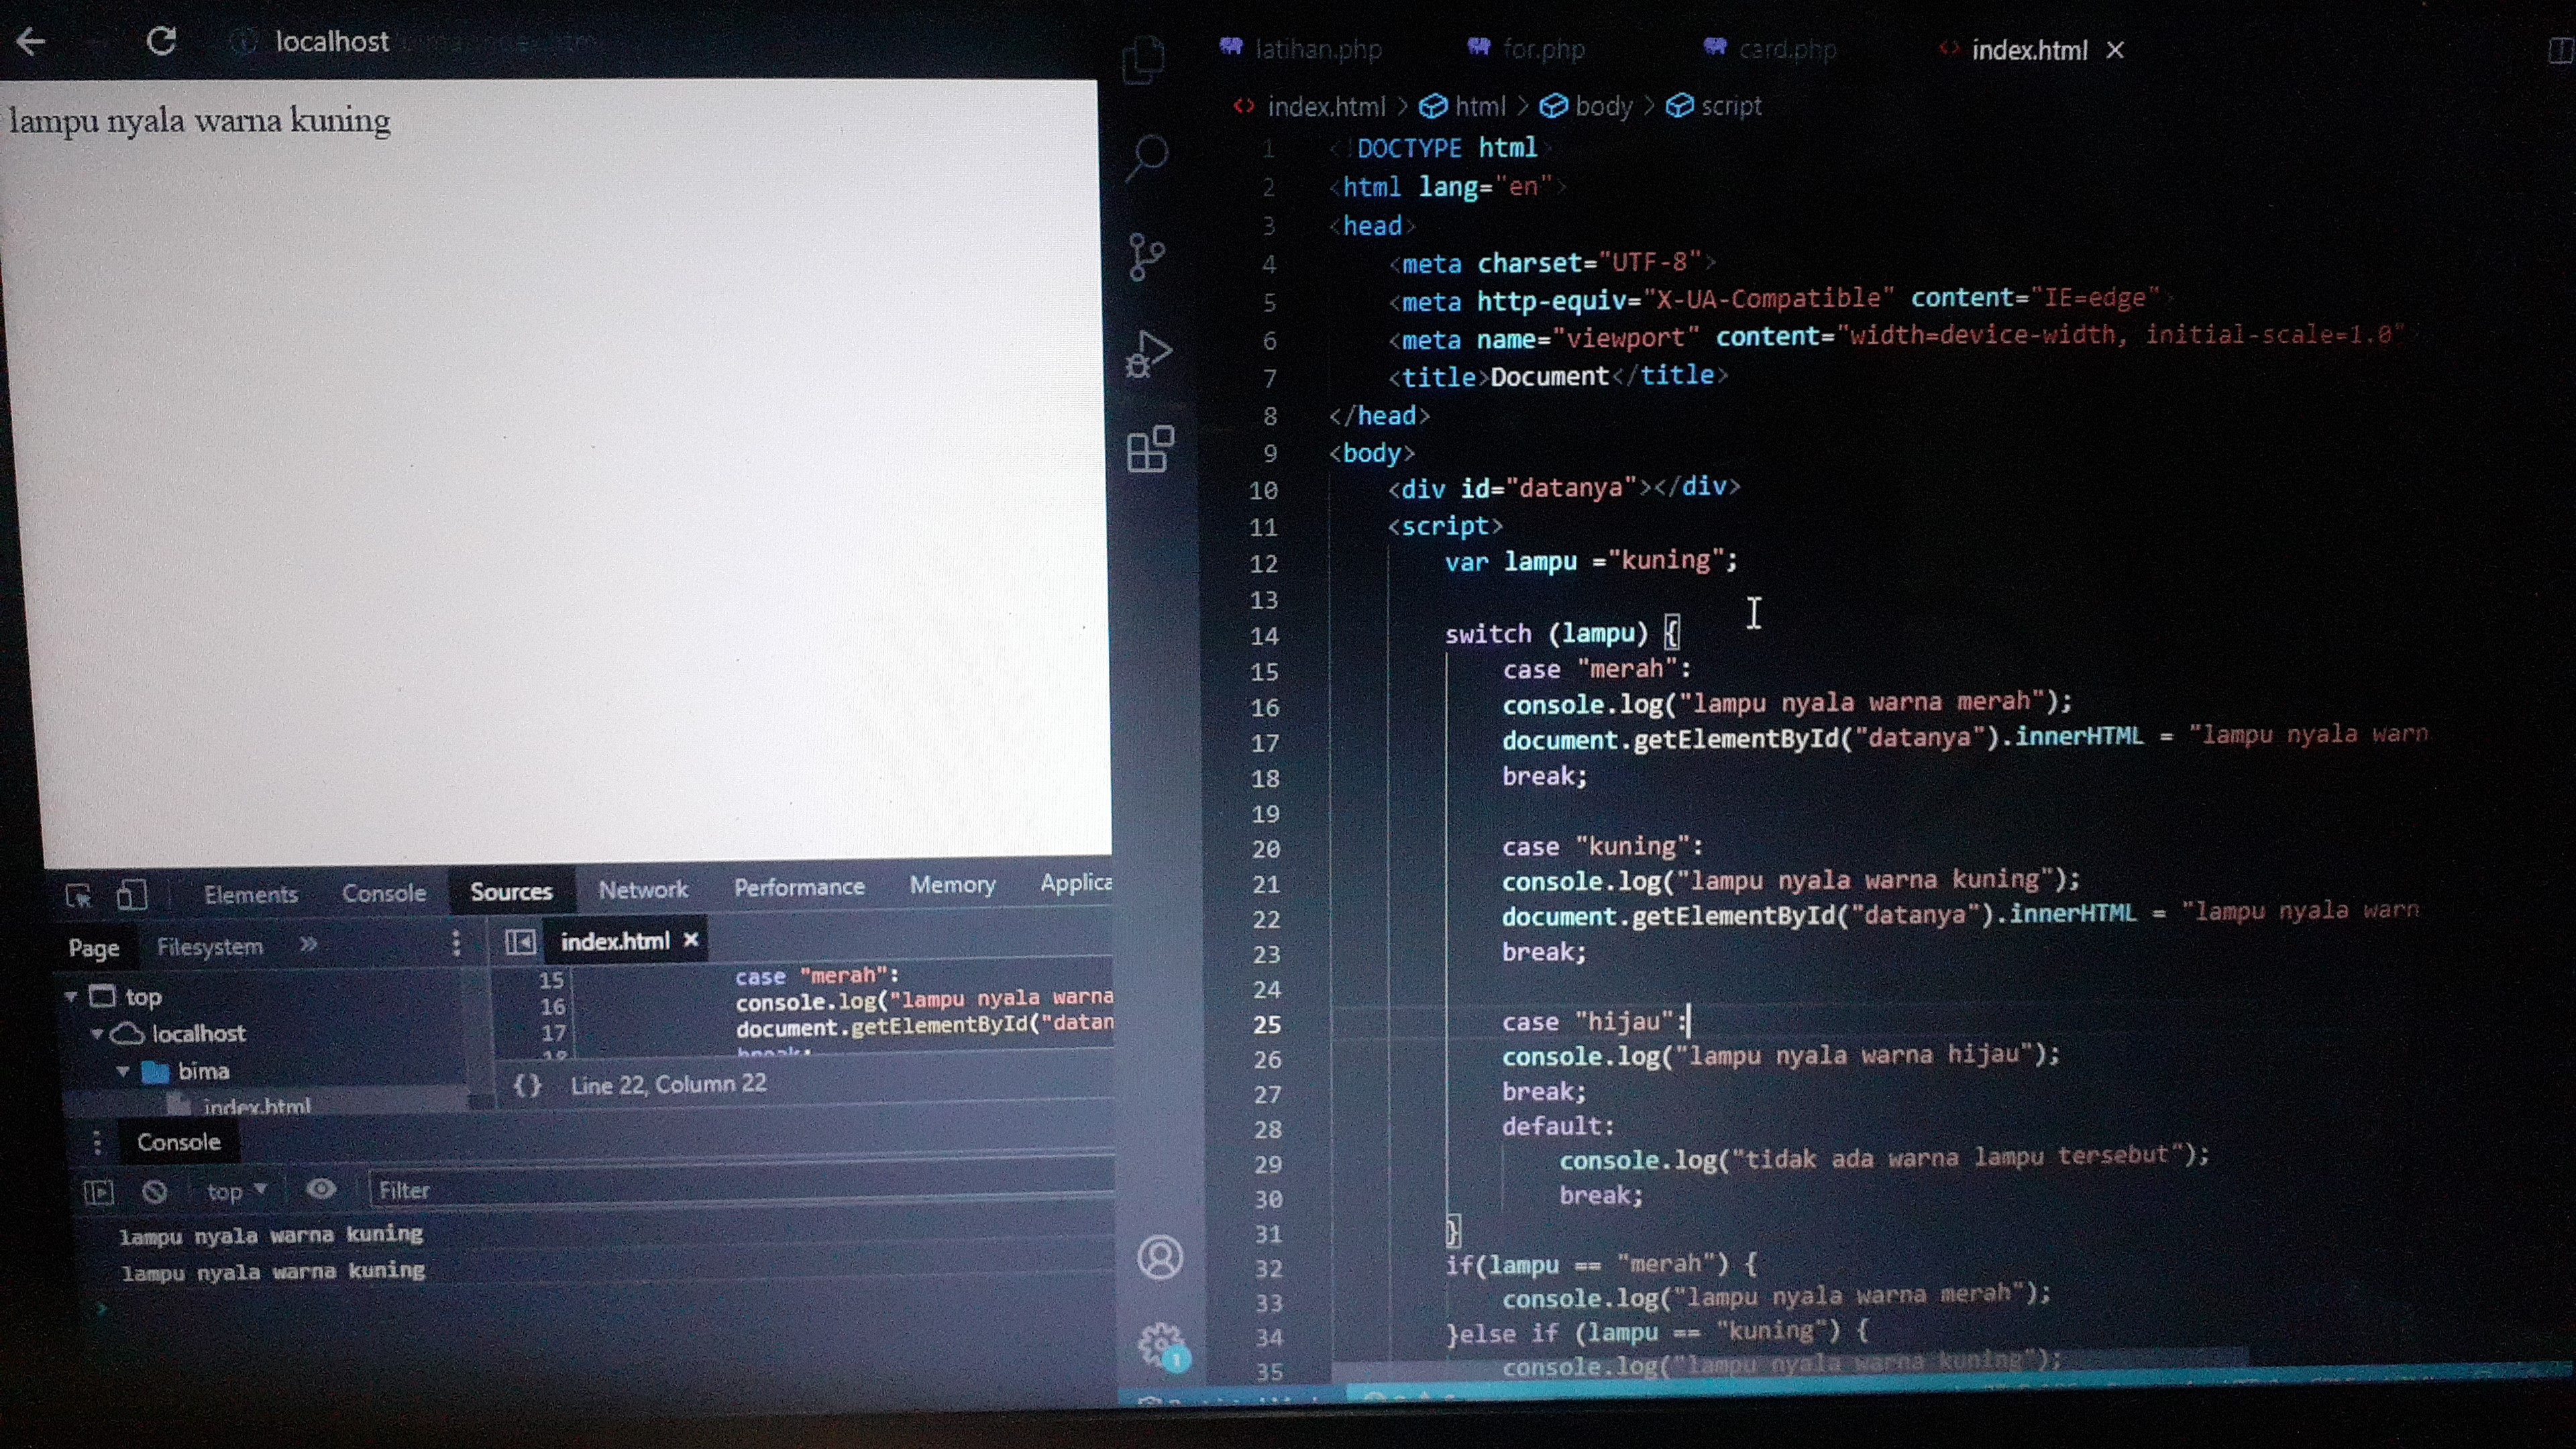 localhost
lampu nyala warna kuning
Elements Console Sources Network Performance Memory Applica
Page Filesystem »
index.html ×
top
localhost
bima
index.html
15 case "merah":
16 console.log("lampu nyala warna
17 document.getElementById("datan
18 break;
{} Line 22, Column 22
Console
top Filter
lampu nyala warna kuning
lampu nyala warna kuning
>
latihan.php for.php card.php index.html ×
index.html > html > body > script
1 <!DOCTYPE html>
2 <html lang="en">
3 <head>
4 <meta charset="UTF-8">
5 <meta http-equiv="X-UA-Compatible" content="IE=edge">
6 <meta name="viewport" content="width=device-width, initial-scale=1.0">
7 <title>Document</title>
8 </head>
9 <body>
10 <div id="datanya"></div>
11 <script>
12 var lampu ="kuning";
13
14 switch (lampu) {
15 case "merah":
16 console.log("lampu nyala warna merah");
17 document.getElementById("datanya").innerHTML = "lampu nyala warn
18 break;
19
20 case "kuning":
21 console.log("lampu nyala warna kuning");
22 document.getElementById("datanya").innerHTML = "lampu nyala warn
23 break;
24
25 case "hijau":
26 console.log("lampu nyala warna hijau");
27 break;
28 default:
29 console.log("tidak ada warna lampu tersebut");
30 break;
31 }
32 if(lampu == "merah") {
33 console.log("lampu nyala warna merah");
34 }else if (lampu == "kuning") {
35 console.log("lampu nyala warna kuning");
1